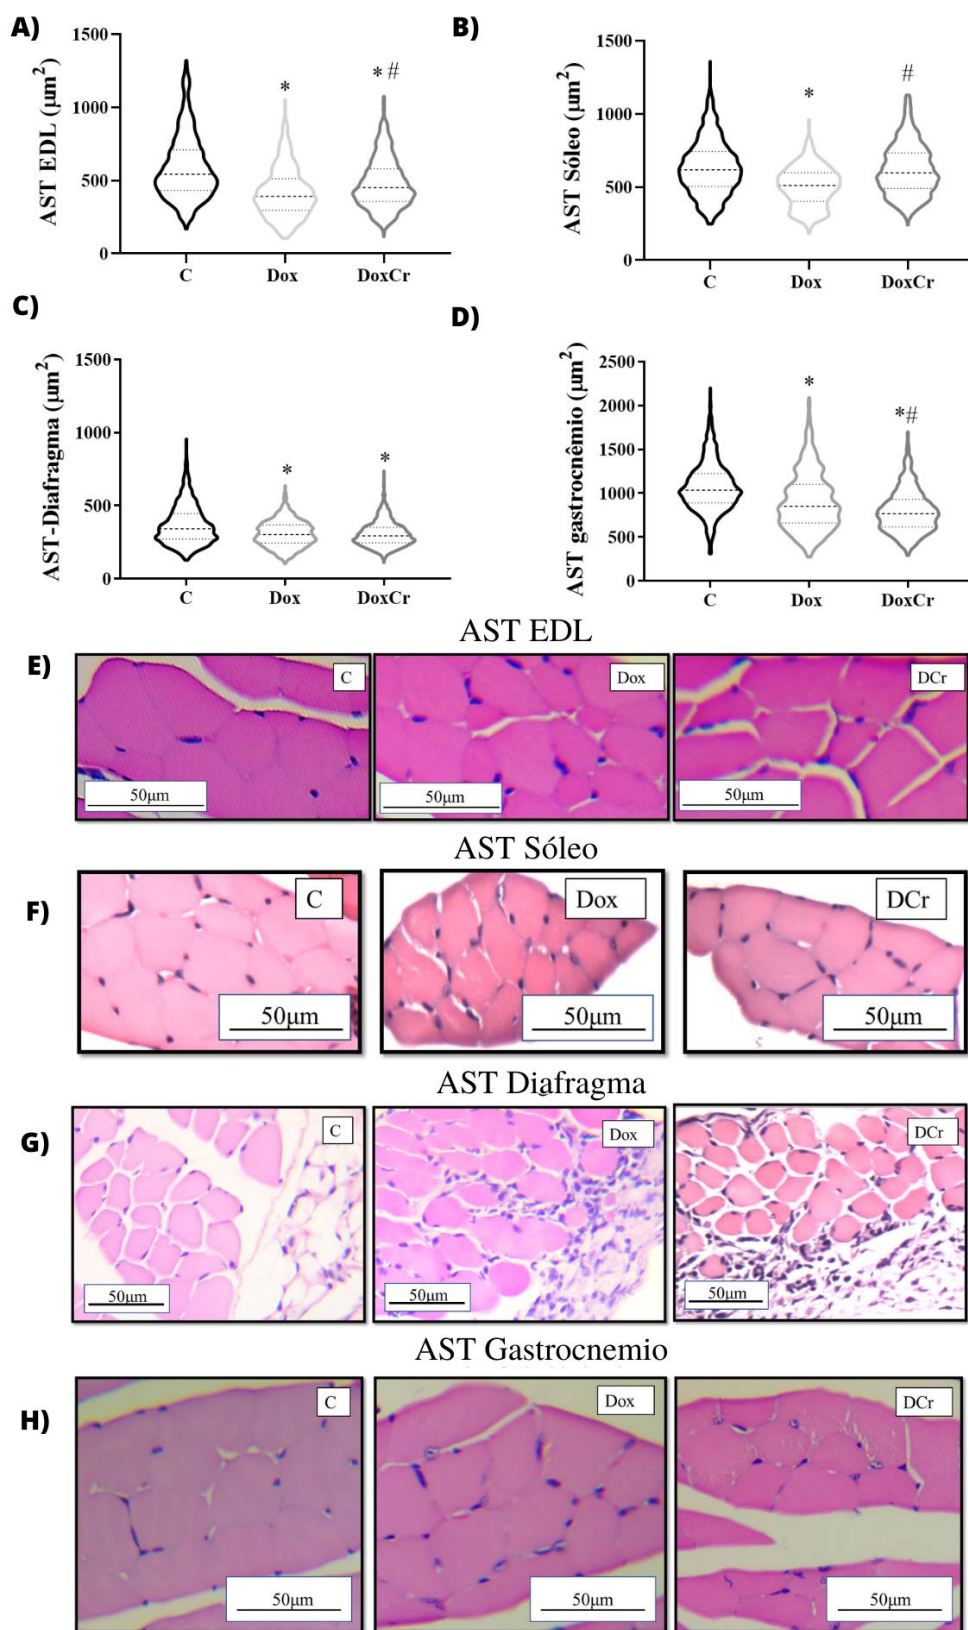 A)
AST EDL (µm²)
1500
1000
500
0
*
* #
C
Dox
DoxCr
B)
AST Sóleo (µm²)
1500
1000
500
0
*
#
C
Dox
DoxCr
C)
AST-Diafragma (µm²)
1500
1000
500
0
*
*
C
Dox
DoxCr
D)
AST gastrocnêmio (µm²)
2500
2000
1500
1000
500
0
*
*#
C
Dox
DoxCr
AST EDL
E)
C
50µm
Dox
50µm
DCr
50µm
AST Sóleo
F)
C
50µm
Dox
50µm
DCr
50µm
AST Diafragma
G)
C
50µm
Dox
50µm
DCr
50µm
AST Gastrocnemio
H)
C
50µm
Dox
50µm
DCr
50µm